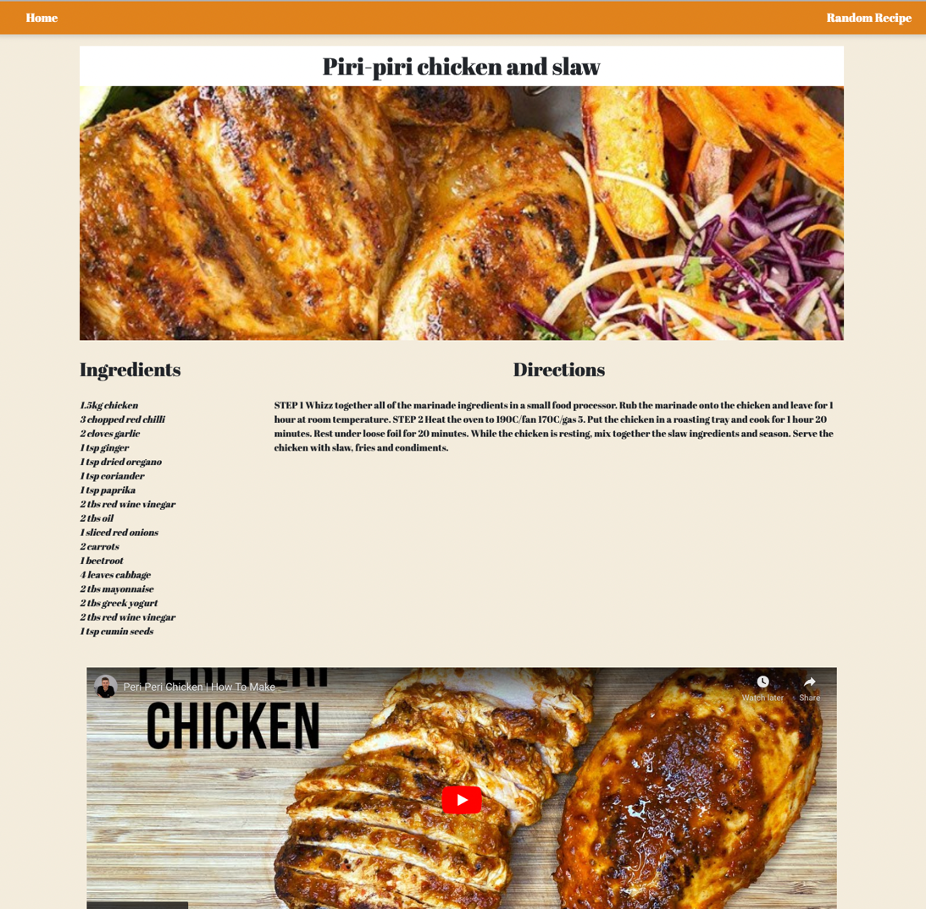 Home
Random Recipe
Piri-piri chicken and slaw
Ingredients
1.5kg chicken
3 chopped red chilli
2 cloves garlic
1 tsp ginger
1 tsp dried oregano
1 tsp coriander
1 tsp paprika
2 tbs red wine vinegar
2 tbs oil
1 sliced red onions
2 carrots
1 beetroot
4 leaves cabbage
2 tbs mayonnaise
2 tbs greek yogurt
2 tbs red wine vinegar
1 tsp cumin seeds
Directions
STEP 1 Whizz together all of the marinade ingredients in a small food processor. Rub the marinade onto the chicken and leave for 1
hour at room temperature. STEP 2 Heat the oven to 190C/fan 170C/gas 5. Put the chicken in a roasting tray and cook for 1 hour 20
minutes. Rest under loose foil for 20 minutes. While the chicken is resting, mix together the slaw ingredients and season. Serve the
chicken with slaw, fries and condiments.
PERI PERI
Peri Peri Chicken | How To Make
Watch later
Share
CHICKEN